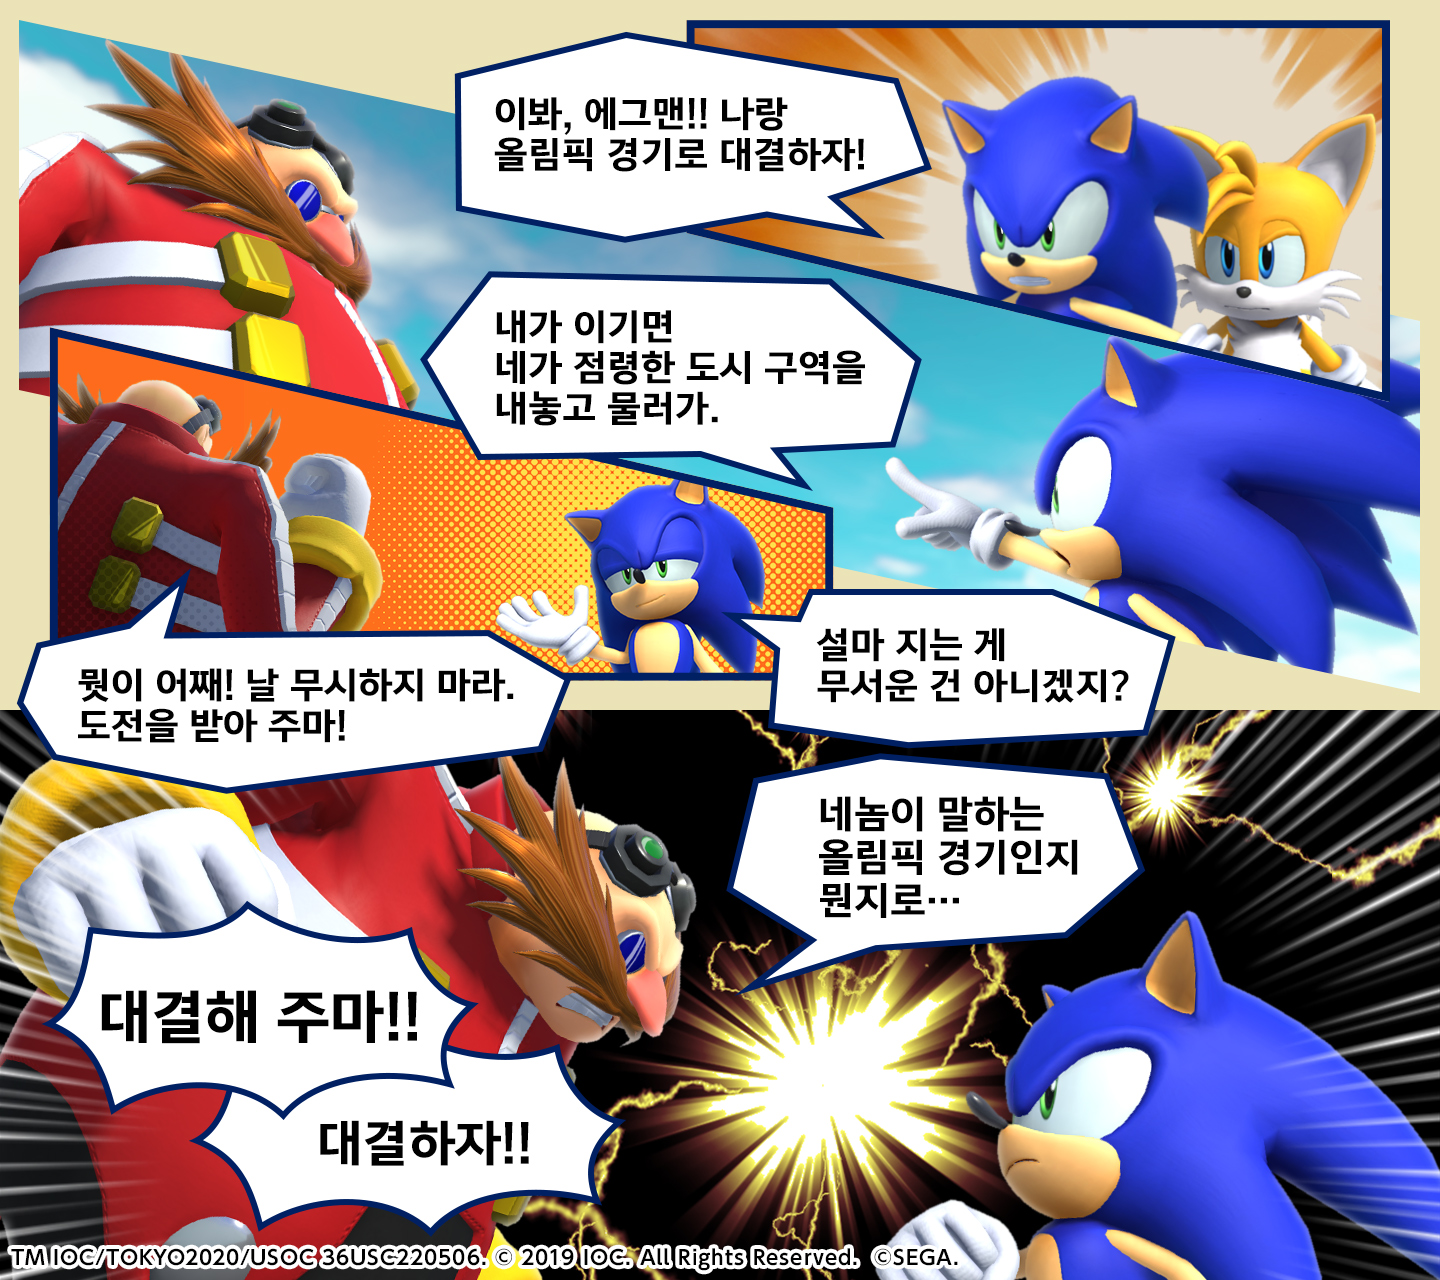 이봐, 에그맨!! 나랑
올림픽 경기로 대결하자!
내가 이기면
네가 점령한 도시 구역을
내놓고 물러가.
설마 지는 게
무서운 건 아니겠지?
뭣이 어째! 날 무시하지 마라.
도전을 받아 주마!
네놈이 말하는
올림픽 경기인지
뭔지로…
대결해 주마!!
대결하자!!
TM IOC/TOKYO2020/USOC 36USC220506. © 2019 IOC. All Rights Reserved. ©SEGA.